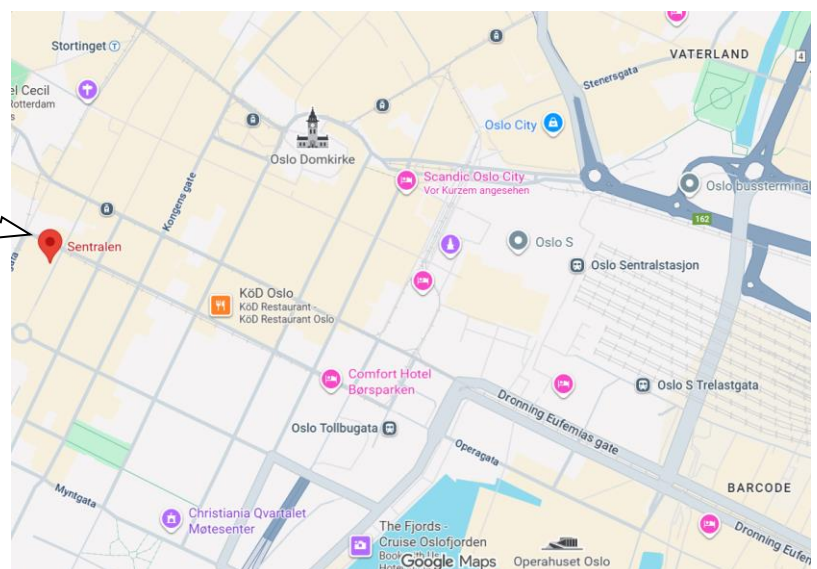 Stortinget
VATERLAND
4
Stenersgata
el Cecil
Rotterdam
s
Oslo City
Oslo Domkirke
Scandic Oslo City
Vor Kurzem angesehen
Oslo bussterminal
Kongens gate
162
Sentralen
Oslo S
Oslo Sentralstasjon
gata
KöD Oslo
KöD Restaurant -
KöD Restaurant Oslo
Comfort Hotel
Børsparken
Oslo S Trelastgata
Dronning Eufemias gate
Oslo Tollbugata
Operagata
Myntgata
BARCODE
Christiania Qvartalet
Møtesenter
The Fjords -
Cruise Oslofjorden
Dronning Eufem
Google Maps
Operahuset Oslo